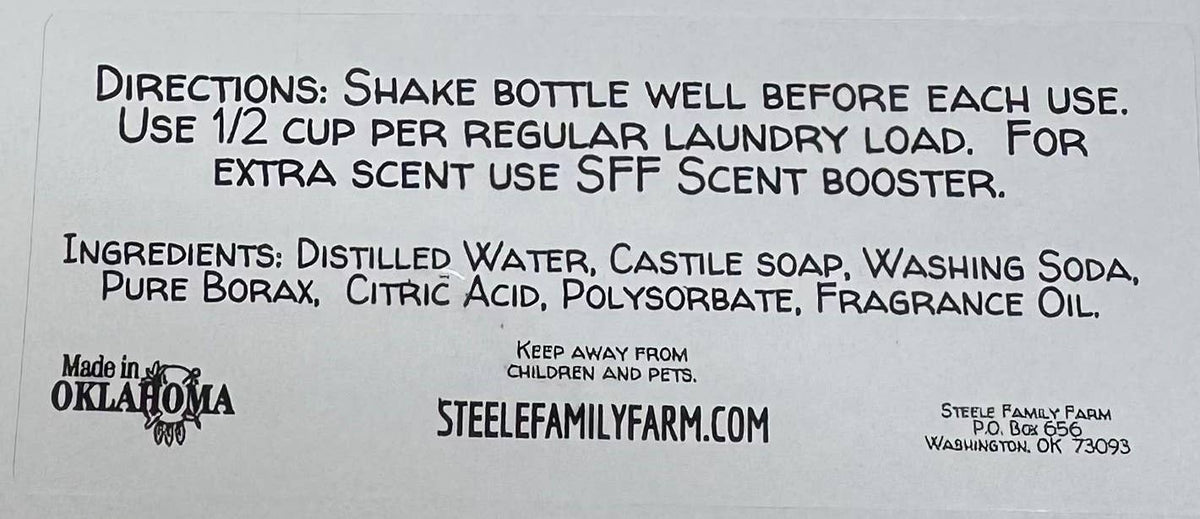 Directions: Shake bottle well before each use.
Use 1/2 cup per regular laundry load. For
extra scent use SFF Scent booster.
Ingredients: Distilled Water, Castile soap, Washing Soda,
Pure Borax, Citric Acid, Polysorbate, Fragrance Oil.
Made in
OKLAHOMA
Keep away from
children and pets.
STEELEFAMILYFARM.COM
Steele Family Farm
P.O. Box 656
Washington, OK 73093